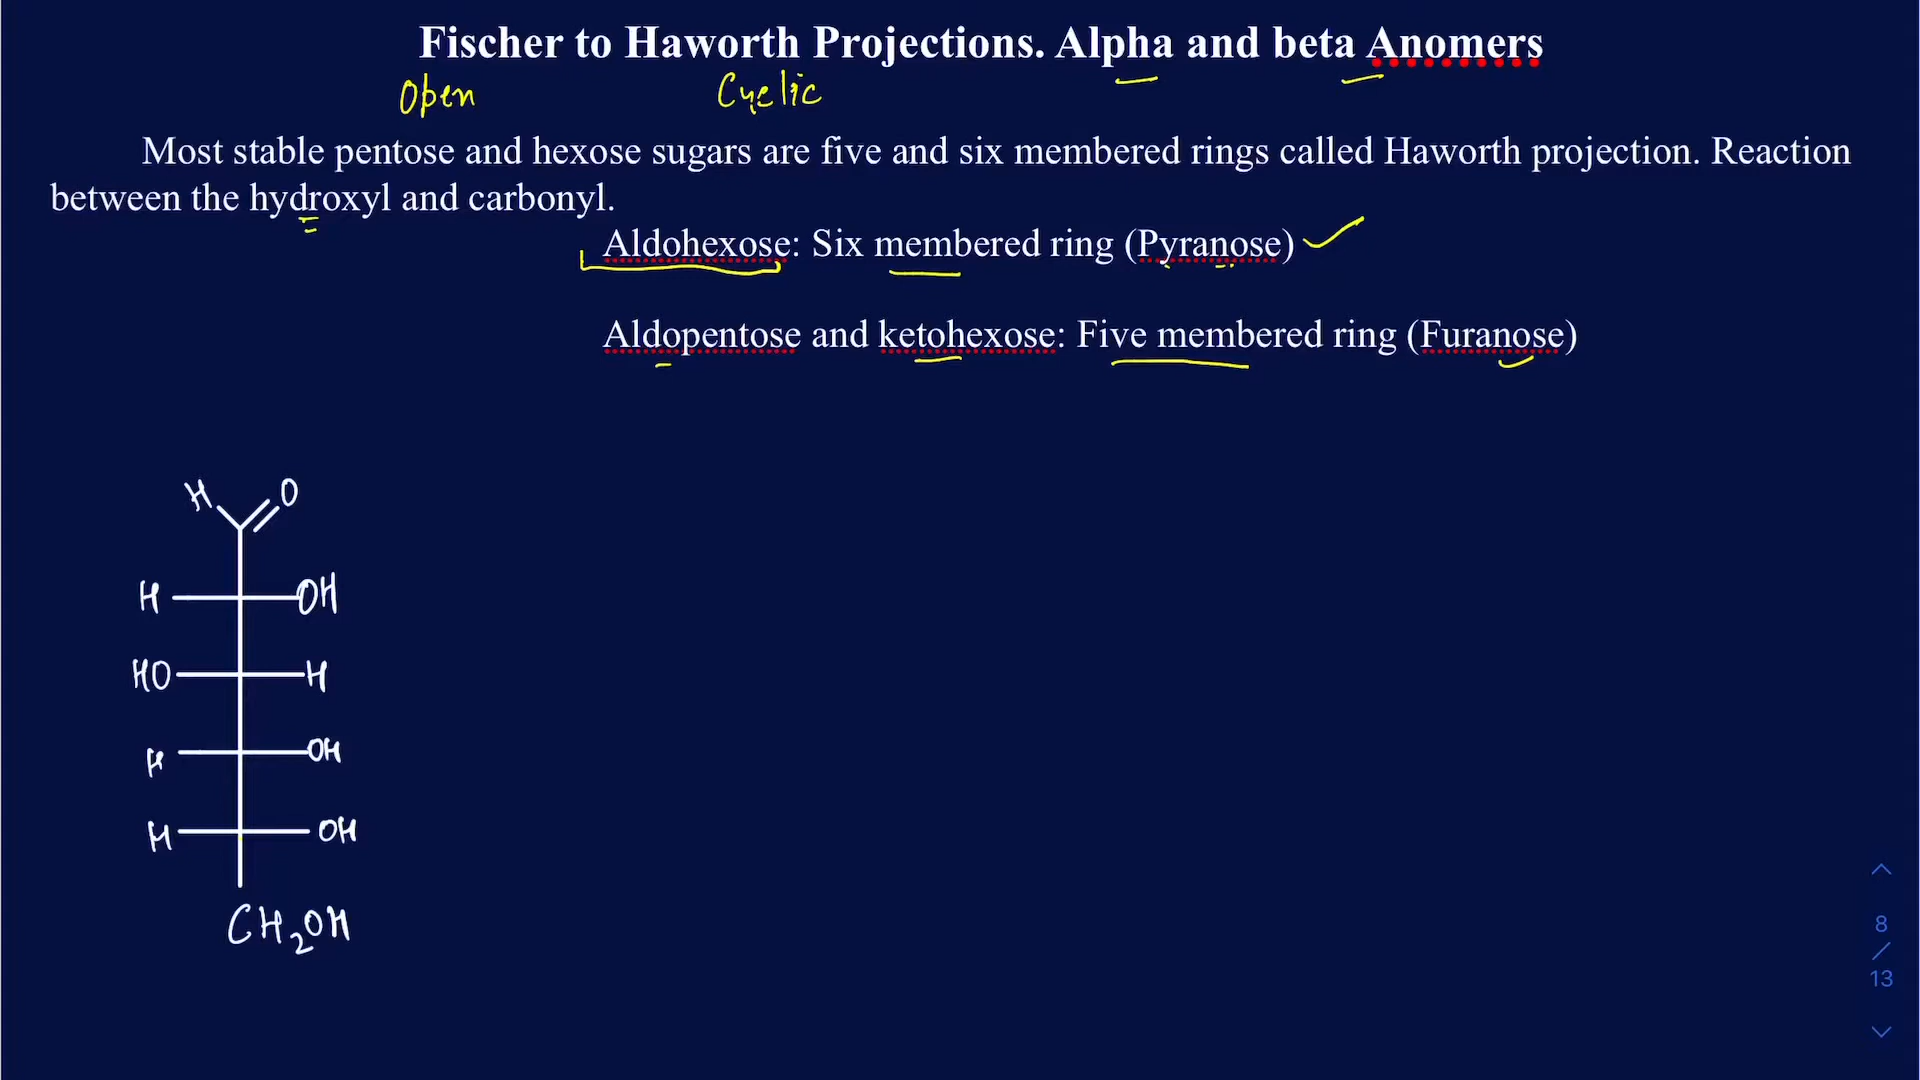 Fischer to Haworth Projections. Alpha and beta Anomers
Open Cyclic
Most stable pentose and hexose sugars are five and six membered rings called Haworth projection. Reaction
between the hydroxyl and carbonyl.
Aldohexose: Six membered ring (Pyranose)
Aldopentose and ketohexose: Five membered ring (Furanose)
H O
H OH
HO H
H OH
H OH
CH₂OH
8
/
13